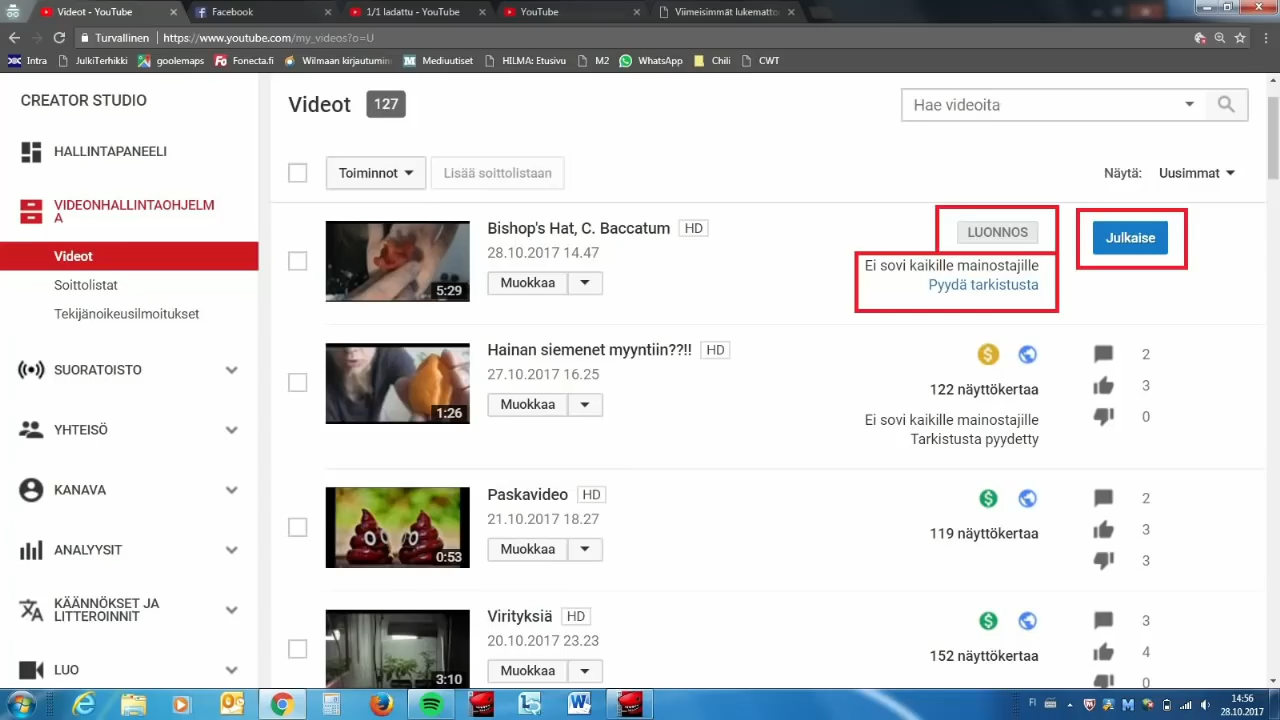 Videot - YouTube
Facebook
1/1 ladattu - YouTube
YouTube
Viimeisimmät lukematto
Turvallinen
https://www.youtube.com/my_videos?o=U
Intra
JulkiTerhikki
goolemaps
Fonecta.fi
Wilmaan kirjautumin
Mediuutiset
HILMA: Etusivu
M2
WhatsApp
Chili
CWT
CREATOR STUDIO
HALLINTAPANEELI
VIDEONHALLINTAOHJELM
A
Videot
Soittolistat
Tekijänoikeusilmoitukset
SUORATOISTO
YHTEISÖ
KANAVA
ANALYYSIT
KÄÄNNÖKSET JA
LITTEROINNIT
LUO
Videot 127
Hae videoita
Toiminnot
Lisää soittolistaan
Näytä: Uusimmat
5:29
Bishop's Hat, C. Baccatum HD
28.10.2017 14.47
Muokkaa
LUONNOS
Ei sovi kaikille mainostajille
Pyydä tarkistusta
Julkaise
1:26
Hainan siemenet myyntiin??!! HD
27.10.2017 16.25
Muokkaa
122 näyttökertaa
Ei sovi kaikille mainostajille
Tarkistusta pyydetty
2
3
0
0:53
Paskavideo HD
21.10.2017 18.27
Muokkaa
119 näyttökertaa
2
3
3
3:10
Virityksiä HD
20.10.2017 23.23
Muokkaa
152 näyttökertaa
3
4
0
FI
14:56
28.10.2017